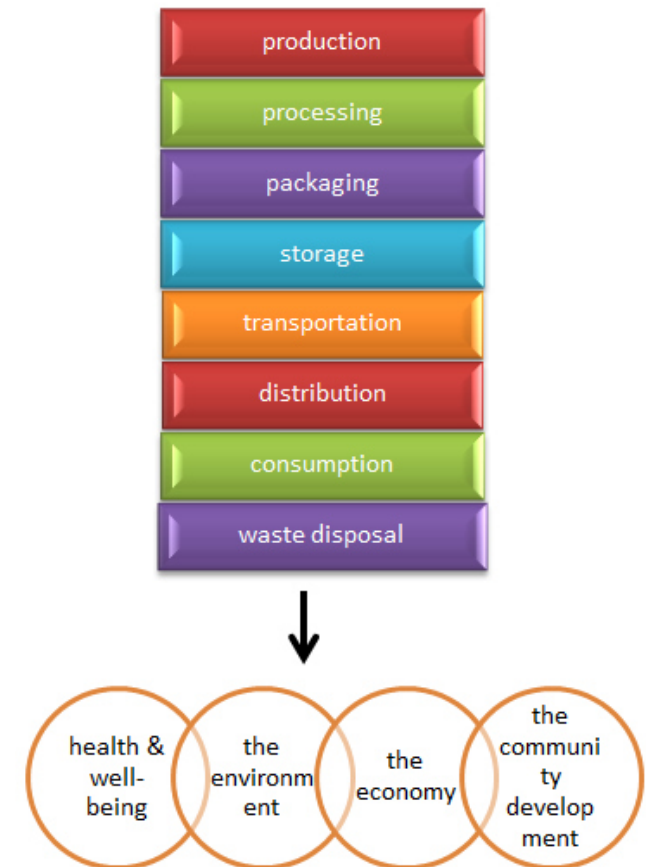 production
processing
packaging
storage
transportation
distribution
consumption
waste disposal
health &
well-
being
the
environm
ent
the
economy
the
communi
ty
develop
ment